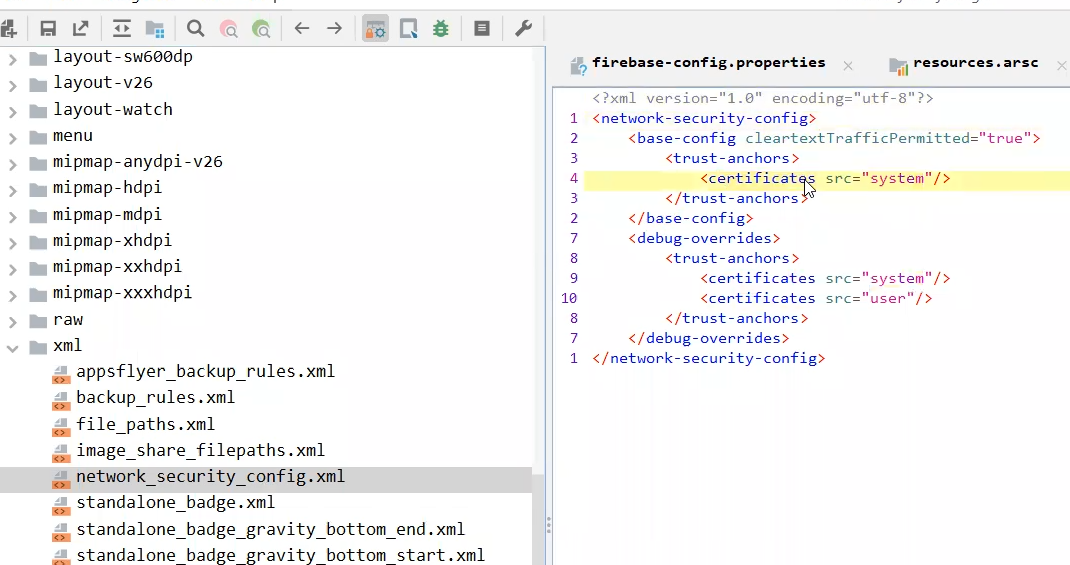 layout-sw600dp
layout-v26
layout-watch
menu
mipmap-anydpi-v26
mipmap-hdpi
mipmap-mdpi
mipmap-xhdpi
mipmap-xxhdpi
mipmap-xxxhdpi
raw
xml
appsflyer_backup_rules.xml
backup_rules.xml
file_paths.xml
image_share_filepaths.xml
network_security_config.xml
standalone_badge.xml
standalone_badge_gravity_bottom_end.xml
standalone_badge_gravity_bottom_start.xml
firebase-config.properties
resources.arsc
<?xml version="1.0" encoding="utf-8"?>
1 <network-security-config>
2 <base-config cleartextTrafficPermitted="true">
3 <trust-anchors>
4 <certificates src="system"/>
3 </trust-anchors>
2 </base-config>
7 <debug-overrides>
8 <trust-anchors>
9 <certificates src="system"/>
10 <certificates src="user"/>
8 </trust-anchors>
7 </debug-overrides>
1 </network-security-config>